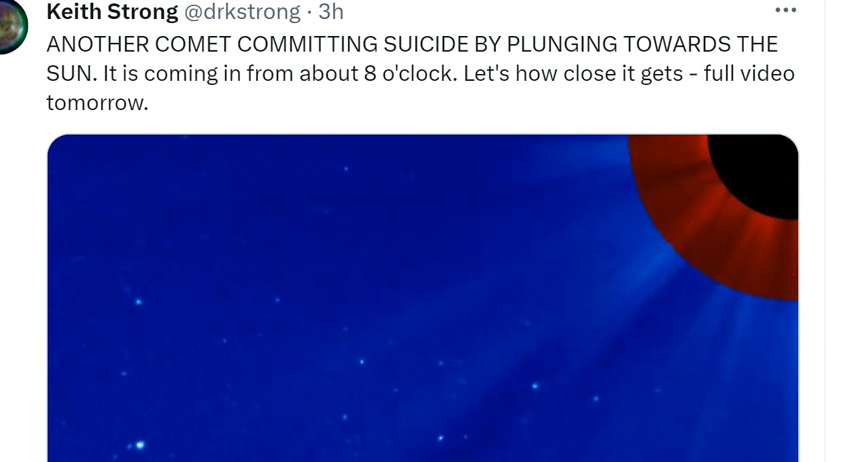 Keith Strong @drkstrong · 3h
ANOTHER COMET COMMITTING SUICIDE BY PLUNGING TOWARDS THE
SUN. It is coming in from about 8 o'clock. Let's how close it gets - full video
tomorrow.